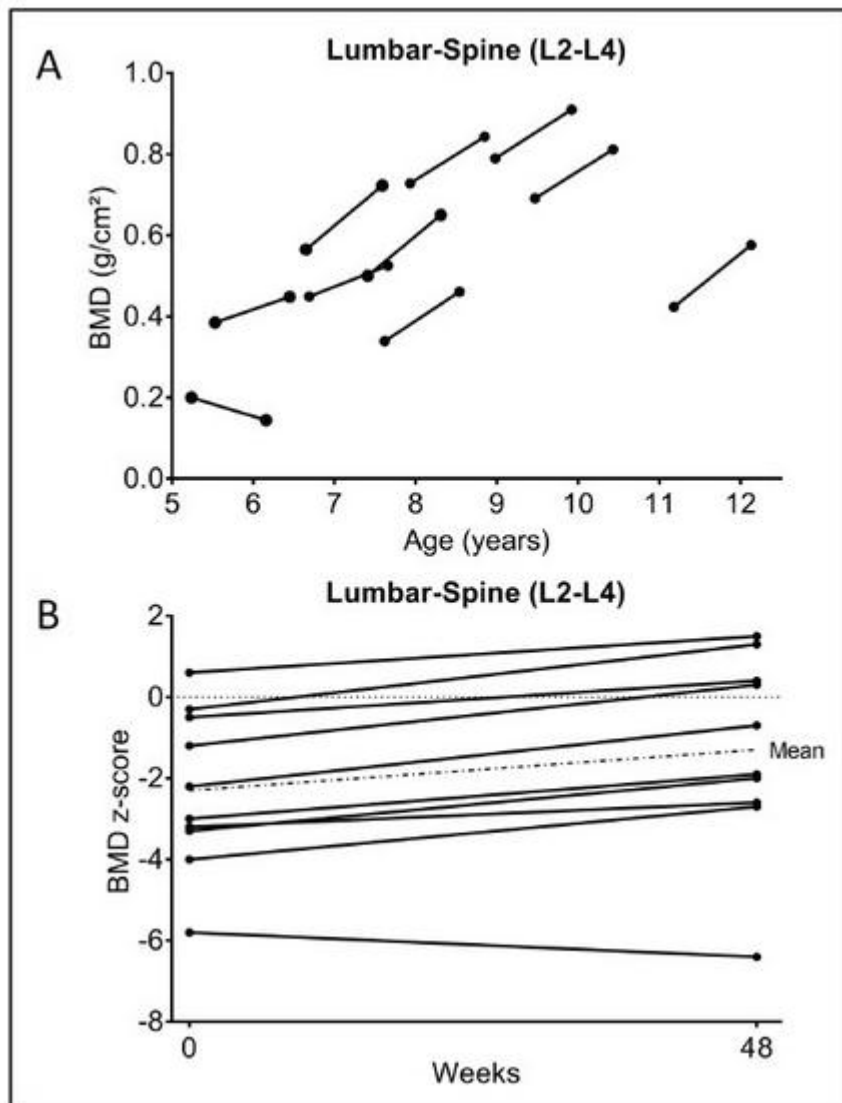 A
Lumbar-Spine (L2-L4)
BMD (g/cm²)
1.0
0.8
0.6
0.4
0.2
0.0
5 6 7 8 9 10 11 12
Age (years)
B
Lumbar-Spine (L2-L4)
BMD z-score
2
0
-2
-4
-6
-8
Mean
0 48
Weeks